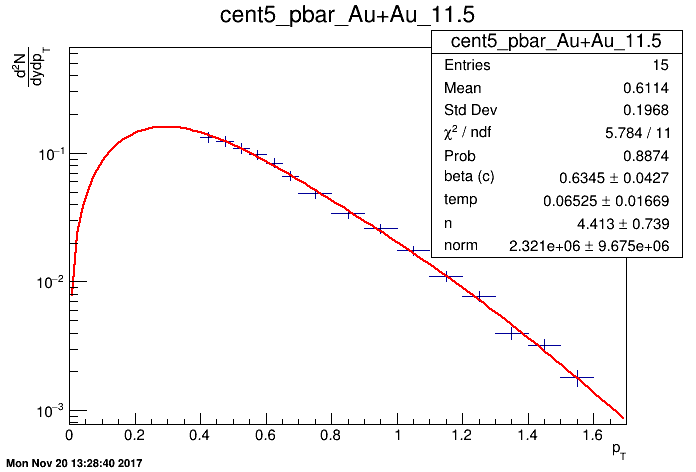 cent5_pbar_Au+Au_11.5
d²N
dydp_T
cent5_pbar_Au+Au_11.5
Entries 15
Mean 0.6114
Std Dev 0.1968
χ² / ndf 5.784 / 11
Prob 0.8874
beta (c) 0.6345 ± 0.0427
temp 0.06525 ± 0.01669
n 4.413 ± 0.739
norm 2.321e+06 ± 9.675e+06
10⁻¹
10⁻²
10⁻³
0 0.2 0.4 0.6 0.8 1 1.2 1.4 1.6
p_T
Mon Nov 20 13:28:40 2017